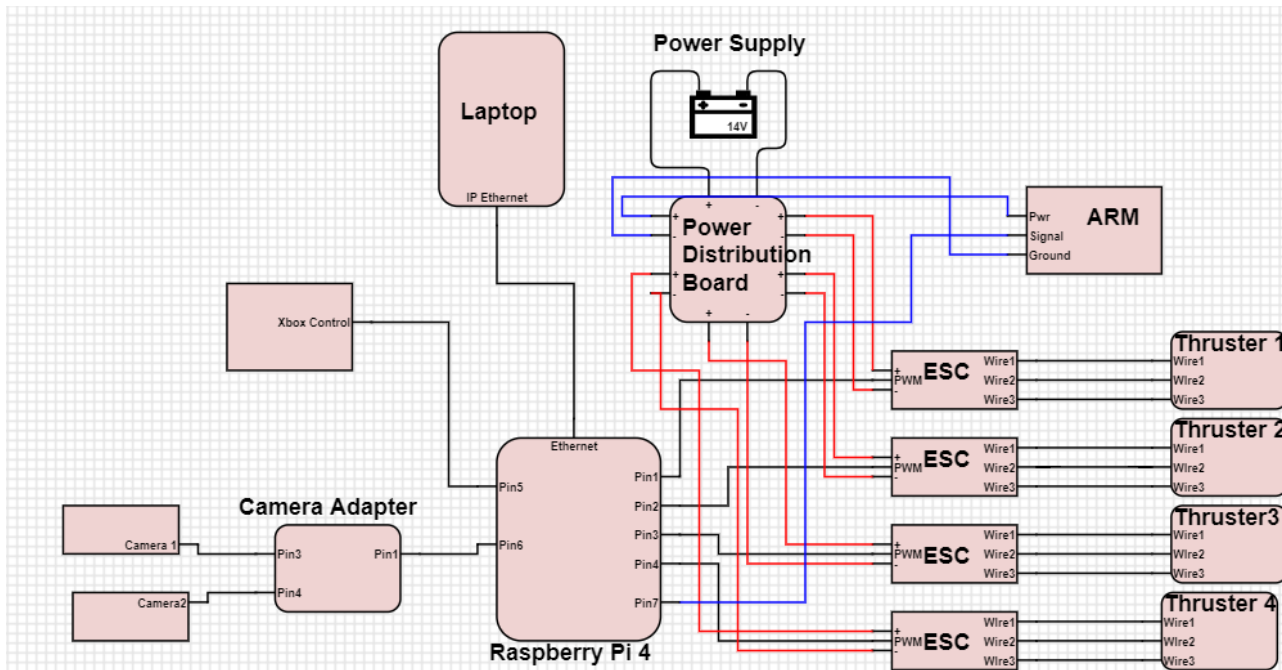 Power Supply
Laptop
+ -
14V
IP Ethernet
+ -
+ Power +
- Distribution -
+ Board +
- -
+ -
Pwr
ARM
Signal
Ground
Xbox Control
Thruster 1
+
PWM
-
ESC
Wire1
Wire2
Wire3
Wire1
WIre2
Wire3
Thruster 2
+
PWM
-
ESC
Wire1
Wire2
Wire3
Wire1
WIre2
Wire3
Thruster3
+
PWM
-
ESC
Wire1
Wire2
Wire3
Wire1
WIre2
Wire3
Thruster 4
+
PWM
-
ESC
WIre1
Wire2
WIre3
Wire1
WIre2
Wire3
Ethernet
Pin5
Pin6
Pin1
Pin2
Pin3
Pin4
Pin7
Raspberry Pi 4
Camera Adapter
Pin3
Pin4
Pin1
Camera 1
Camera2